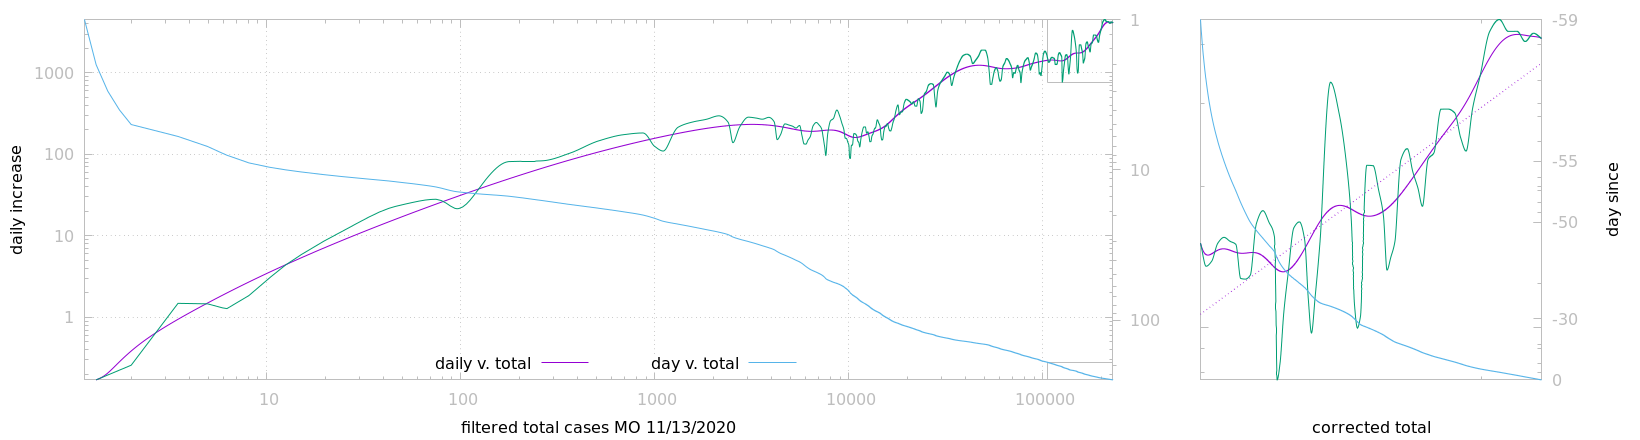 daily increase
1000
100
10
1
10
100
1000
10000
100000
1
10
100
daily v. total
day v. total
filtered total cases MO 11/13/2020
-59
-55
-50
-30
0
day since
corrected total